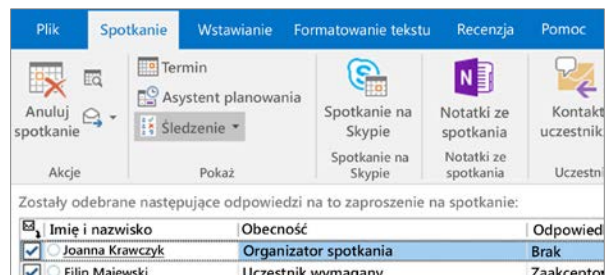 Plik Spotkanie Wstawianie Formatowanie tekstu Recenzja Pomoc
Anuluj spotkanie
Termin
Asystent planowania
Śledzenie
Spotkanie na Skypie
Notatki ze spotkania
Kontakt
uczestnik
Akcje Pokaż Spotkanie na Skypie Notatki ze spotkania Uczestni
Zostały odebrane następujące odpowiedzi na to zaproszenie na spotkanie:
Imię i nazwisko Obecność Odpowied
Joanna Krawczyk Organizator spotkania Brak
Filip Majewski Uczestnik wymagany Zaakceptow